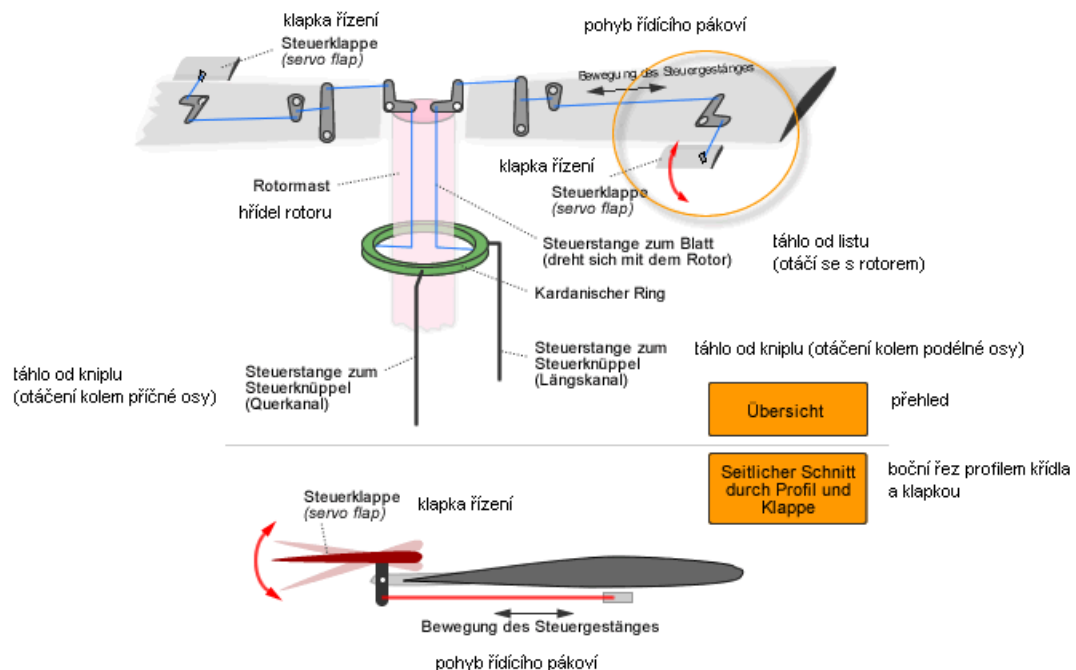 klapka řízení
Steuerklappe
(servo flap)
pohyb řídícího pákoví
Bewegung des Steuergestänges
klapka řízení
Steuerklappe
(servo flap)
Rotormast
hřídel rotoru
Steuerstange zum Blatt
(dreht sich mit dem Rotor)
táhlo od listu
(otáčí se s rotorem)
Kardanischer Ring
táhlo od kniplu
(otáčení kolem příčné osy)
Steuerstange zum
Steuerknüppel
(Querkanal)
Steuerstange zum
Steuerknüppel
(Längskanal)
táhlo od kniplu (otáčení kolem podélné osy)
Übersicht
přehled
Seitlicher Schnitt
durch Profil und
Klappe
boční řez profilem křídla
a klapkou
Steuerklappe
(servo flap)
klapka řízení
Bewegung des Steuergestänges
pohyb řídícího pákoví